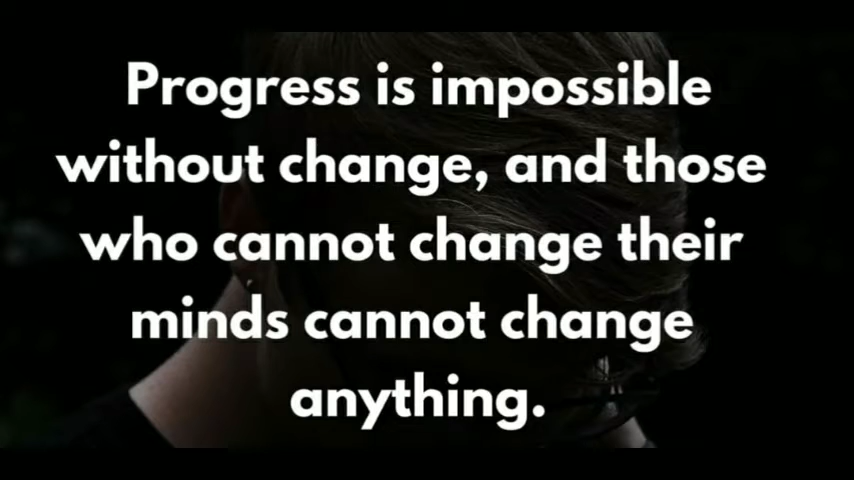 Progress is impossible
without change, and those
who cannot change their
minds cannot change
anything.